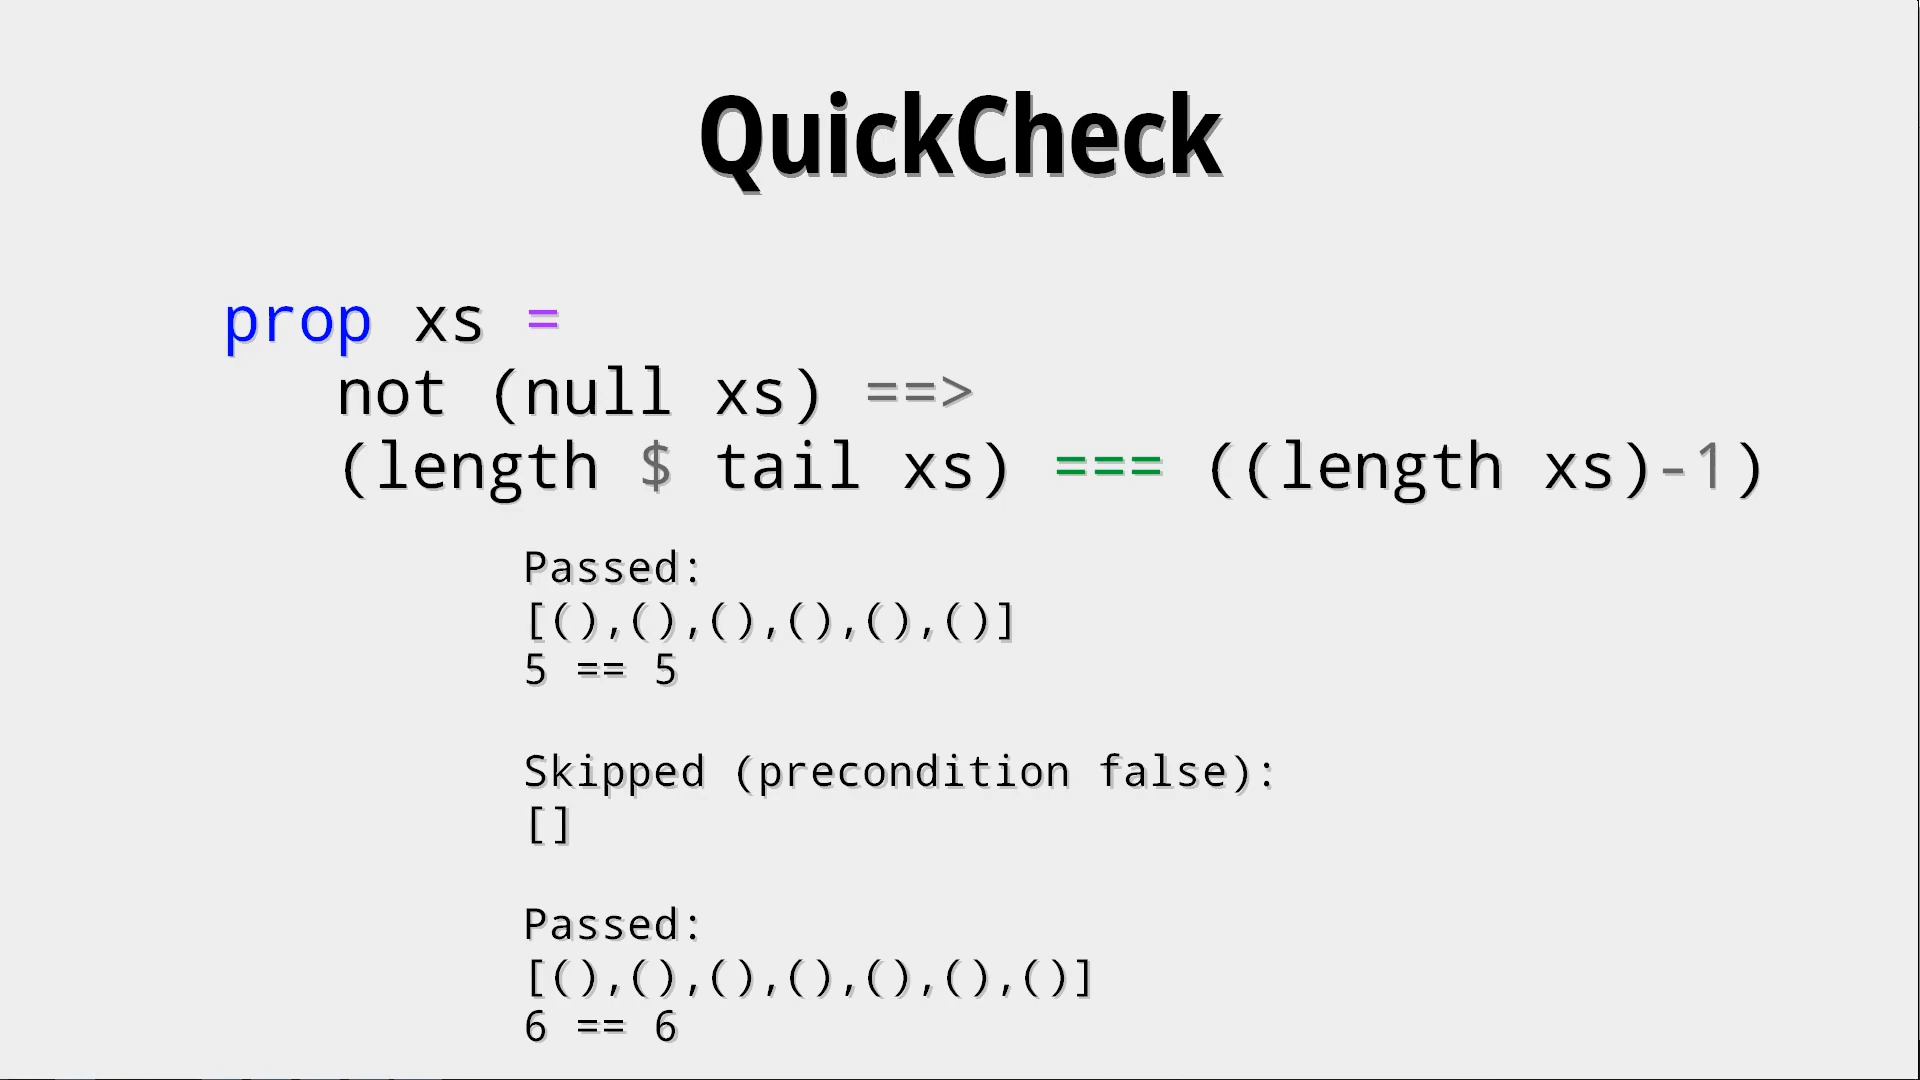 QuickCheck
prop xs =
not (null xs) ==>
(length $ tail xs) === ((length xs)-1)
Passed:
[(),(),(),(),(),()]
5 == 5
Skipped (precondition false):
[]
Passed:
[(),(),(),(),(),(),()]
6 == 6